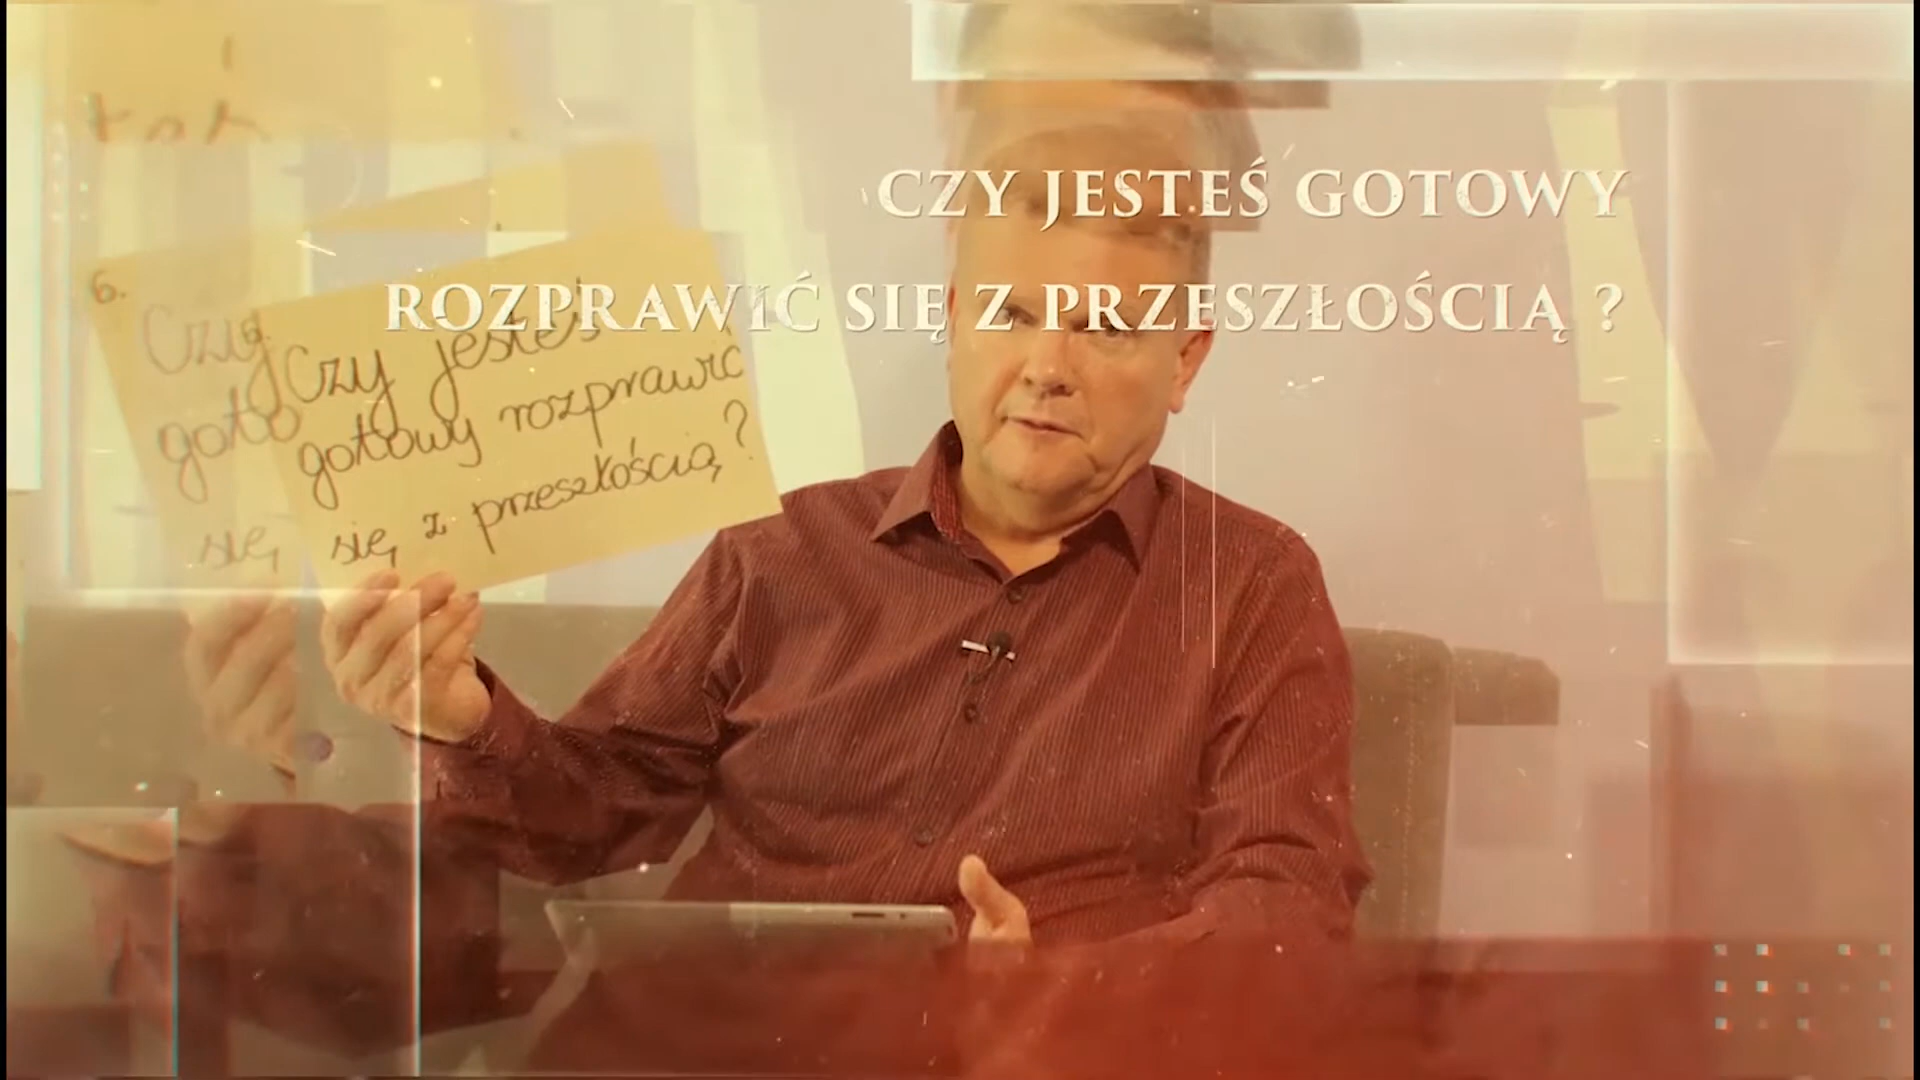 CZY JESTEŚ GOTOWY
ROZPRAWIĆ SIĘ Z PRZESZŁOŚCIĄ ?
6.
Czy jesteś
gotowy rozprawić
się z przeszłością?
Czy
goto
się